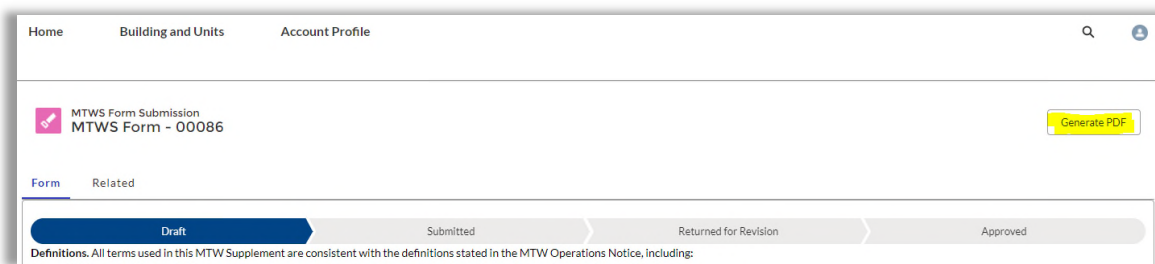 Home Building and Units Account Profile
MTWS Form Submission
MTWS Form - 00086
Generate PDF
Form Related
Draft Submitted Returned for Revision Approved
Definitions. All terms used in this MTW Supplement are consistent with the definitions stated in the MTW Operations Notice, including: